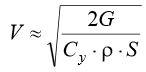 V ≈ √(2G / (C_y · ρ · S))